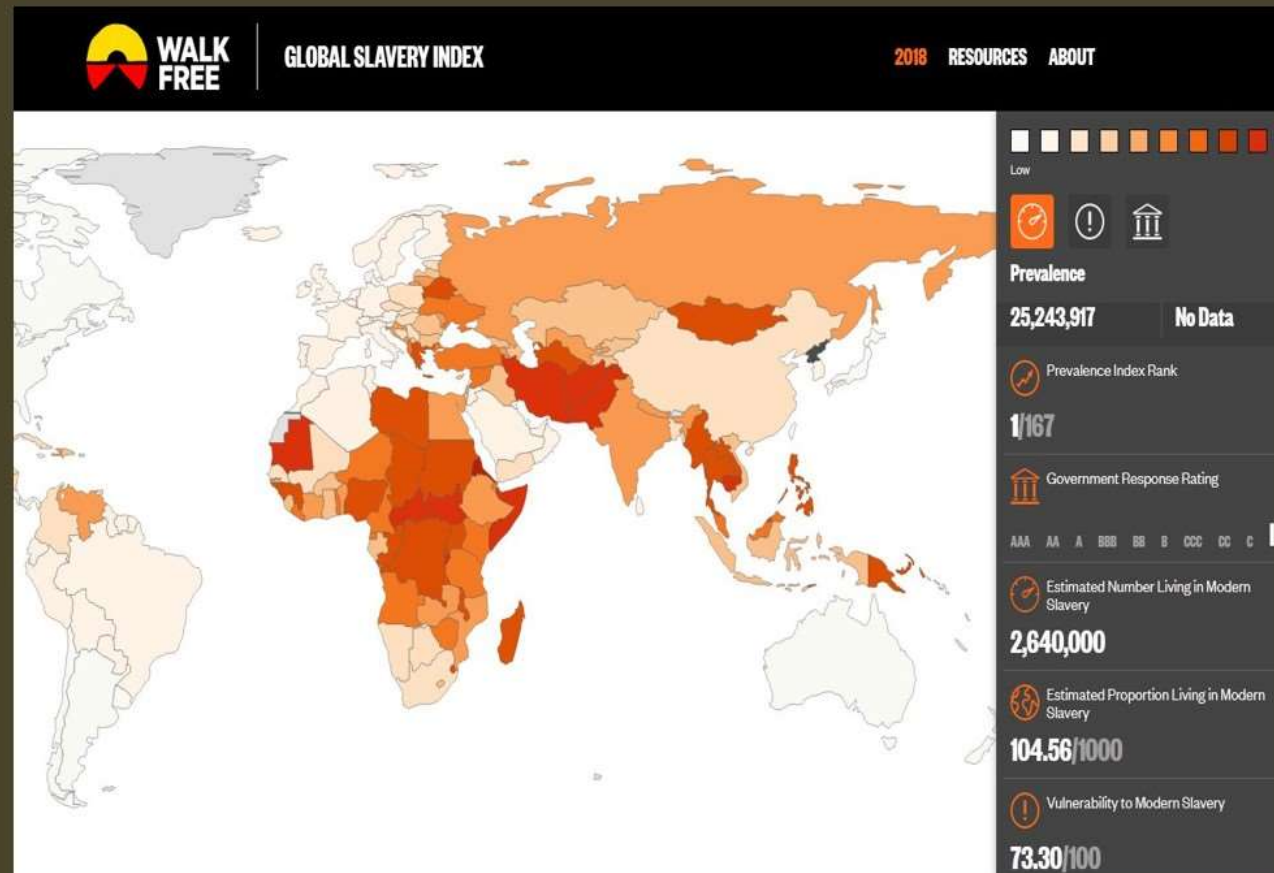 WALK
FREE
GLOBAL SLAVERY INDEX
2018 RESOURCES ABOUT
Low
Prevalence
25,243,917 No Data
Prevalence Index Rank
1/167
Government Response Rating
AAA AA A BBB BB B CCC CC C
Estimated Number Living in Modern
Slavery
2,640,000
Estimated Proportion Living in Modern
Slavery
104.56/1000
Vulnerability to Modern Slavery
73.30/100